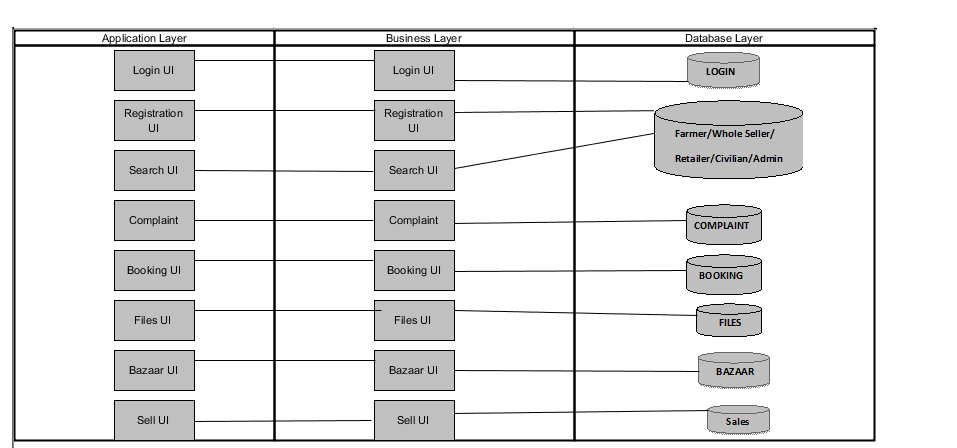 Application Layer
Business Layer
Database Layer
Login UI
Login UI
LOGIN
Registration
UI
Registration
UI
Farmer/Whole Seller/
Retailer/Civilian/Admin
Search UI
Search UI
Complaint
Complaint
COMPLAINT
Booking UI
Booking UI
BOOKING
Files UI
Files UI
FILES
Bazaar UI
Bazaar UI
BAZAAR
Sell UI
Sell UI
Sales